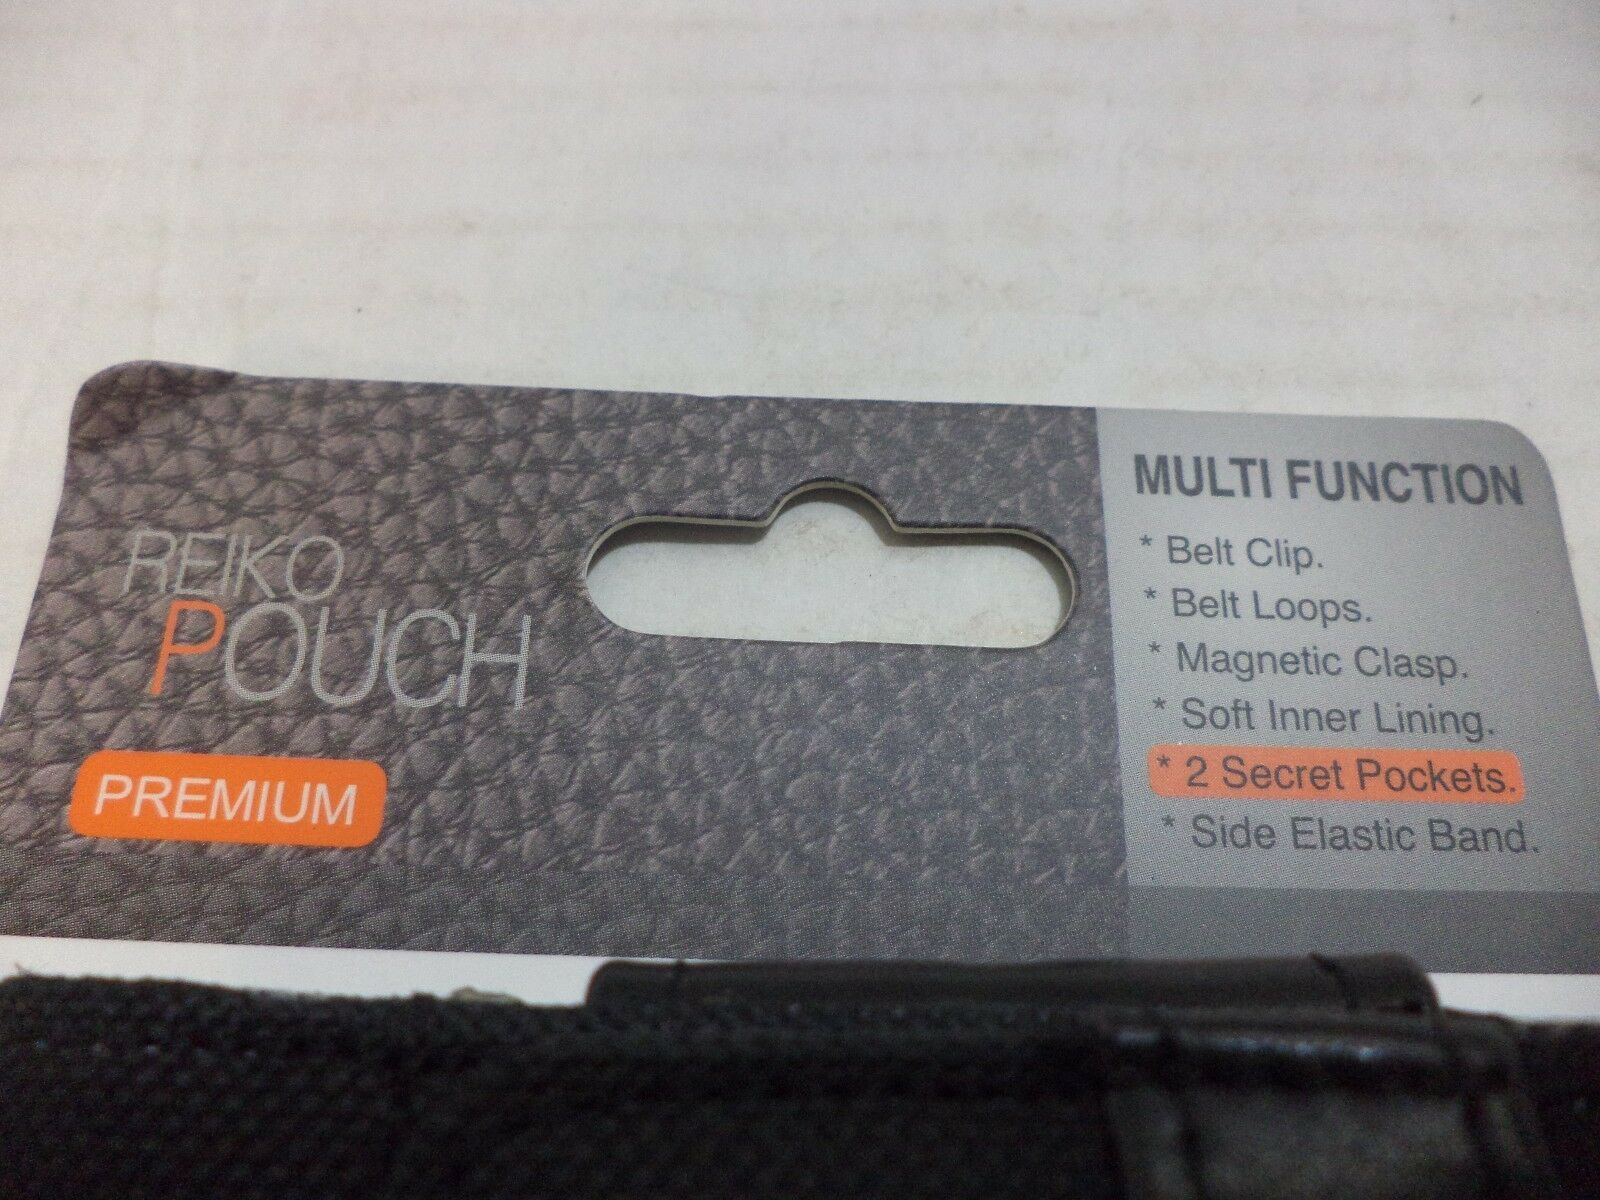 REIKO
POUCH
PREMIUM
MULTI FUNCTION
* Belt Clip.
* Belt Loops.
* Magnetic Clasp.
* Soft Inner Lining.
* 2 Secret Pockets.
* Side Elastic Band.